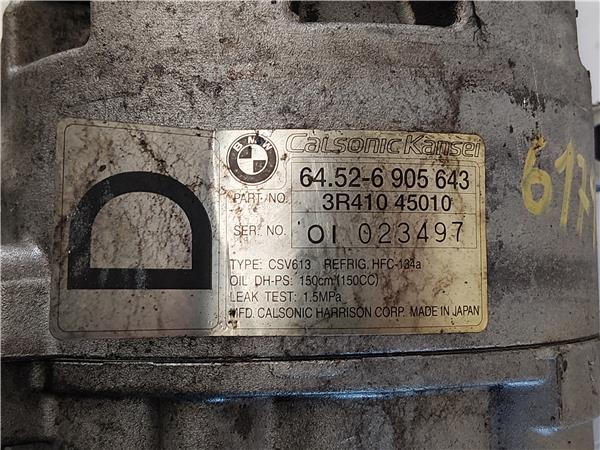 D
BMW Calsonic Kansei
64.52-6 905 643
PART NO. 3R410 45010
SER. NO. OI 023497
TYPE: CSV613 REFRIG. HFC-134a
OIL DH-PS: 150cm³(150CC)
LEAK TEST: 1.5MPa
MFD. CALSONIC HARRISON CORP. MADE IN JAPAN
617